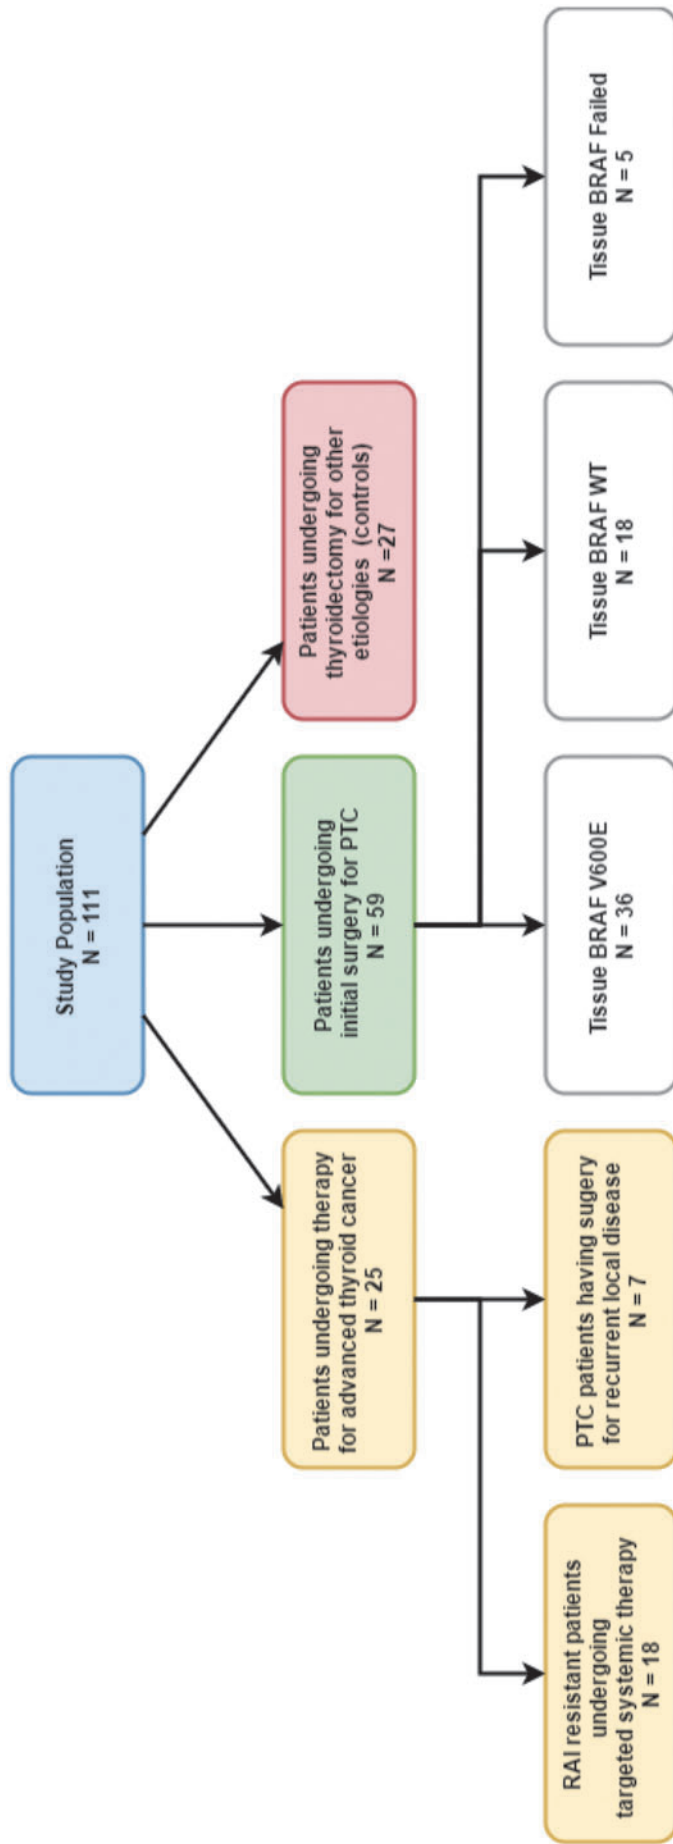 Study Population
N = 111
Patients undergoing therapy
for advanced thyroid cancer
N = 25
Patients undergoing
initial surgery for PTC
N = 59
Patients undergoing
thyroidectomy for other
etiologies (controls)
N =27
RAI resistant patients
undergoing
targeted systemic therapy
N = 18
PTC patients having sugery
for recurrent local disease
N = 7
Tissue BRAF V600E
N = 36
Tissue BRAF WT
N = 18
Tissue BRAF Failed
N = 5